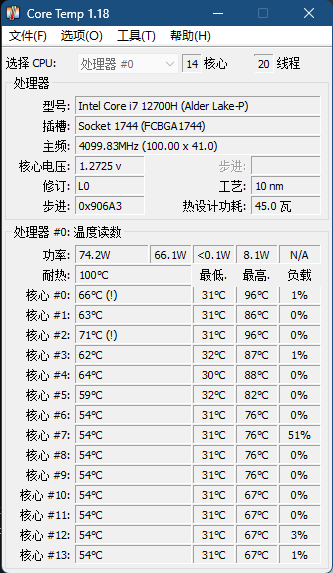 Core Temp 1.18
文件(F) 选项(O) 工具(T) 帮助(H)
选择 CPU: 处理器 #0 14 核心 20 线程
处理器
型号: Intel Core i7 12700H (Alder Lake-P)
插槽: Socket 1744 (FCBGA1744)
主频: 4099.83MHz (100.00 x 41.0)
核心电压: 1.2725 v 步进:
修订: L0 工艺: 10 nm
步进: 0x906A3 热设计功耗: 45.0 瓦
处理器 #0: 温度读数
功率: 74.2W 66.1W <0.1W 8.1W N/A
耐热: 100°C 最低. 最高. 负载
核心 #0: 66°C (!) 31°C 96°C 1%
核心 #1: 63°C 31°C 86°C 0%
核心 #2: 71°C (!) 31°C 96°C 0%
核心 #3: 62°C 32°C 87°C 1%
核心 #4: 64°C 30°C 88°C 0%
核心 #5: 59°C 32°C 82°C 0%
核心 #6: 54°C 31°C 76°C 0%
核心 #7: 54°C 31°C 76°C 51%
核心 #8: 54°C 31°C 76°C 0%
核心 #9: 54°C 31°C 76°C 0%
核心 #10: 54°C 31°C 67°C 0%
核心 #11: 54°C 31°C 67°C 0%
核心 #12: 54°C 31°C 67°C 3%
核心 #13: 54°C 31°C 67°C 1%